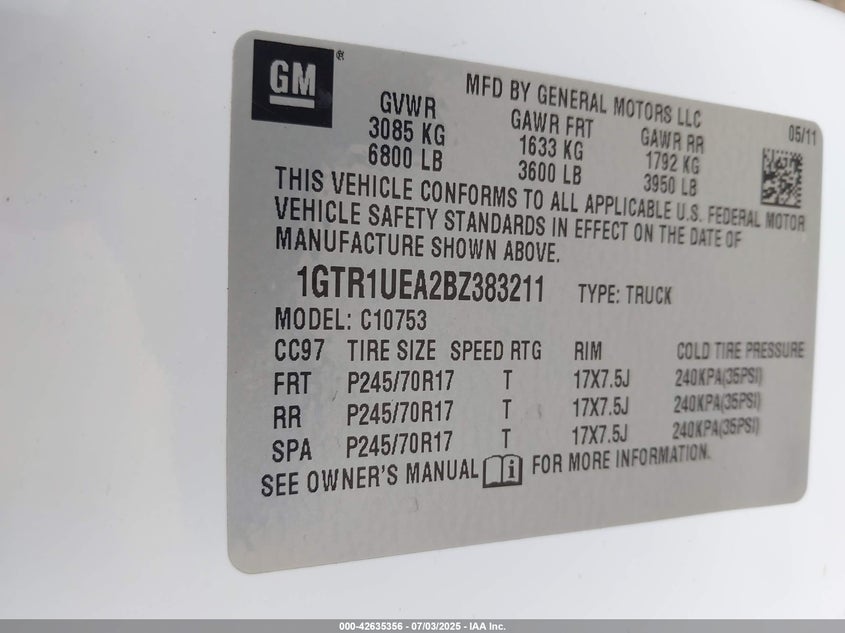 GM ®
MFD BY GENERAL MOTORS LLC
05/11
GVWR GAWR FRT GAWR RR
3085 KG 1633 KG 1792 KG
6800 LB 3600 LB 3950 LB
THIS VEHICLE CONFORMS TO ALL APPLICABLE U.S. FEDERAL MOTOR
VEHICLE SAFETY STANDARDS IN EFFECT ON THE DATE OF
MANUFACTURE SHOWN ABOVE.
1GTR1UEA2BZ383211 TYPE: TRUCK
MODEL: C10753
CC97 TIRE SIZE SPEED RTG RIM COLD TIRE PRESSURE
FRT P245/70R17 T 17X7.5J 240KPA(35PSI)
RR P245/70R17 T 17X7.5J 240KPA(35PSI)
SPA P245/70R17 T 17X7.5J 240KPA(35PSI)
SEE OWNER'S MANUAL i FOR MORE INFORMATION.
000-42635356 - 07/03/2025 - IAA Inc.